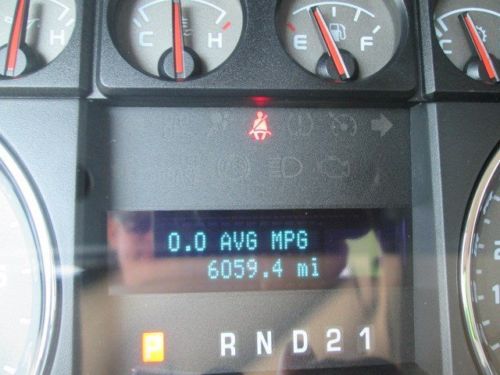 C H E F C
0.0 AVG MPG
6059.4 mi
P R N D 2 1